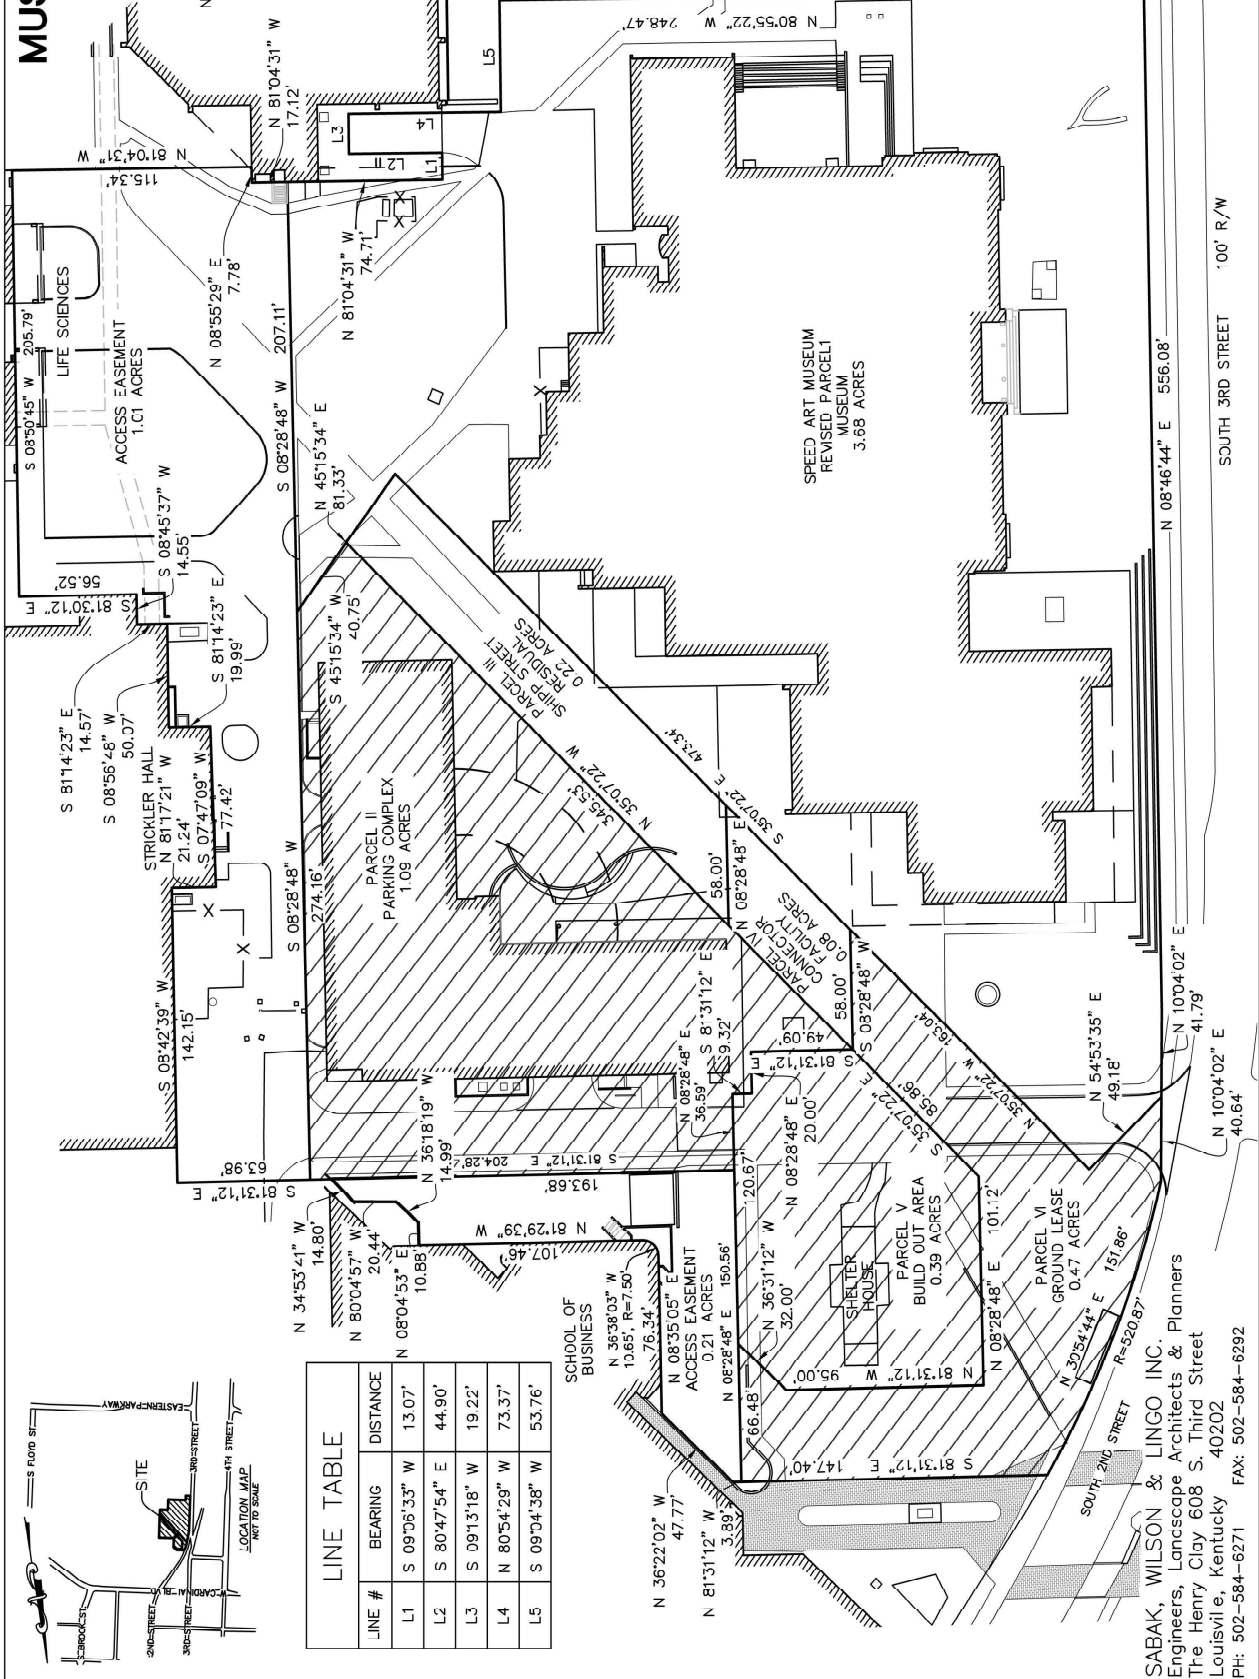 MUS
S FLOYD ST
EASTERN PARKWAY
SITE
3RD STREET
4TH STREET
LOCATION MAP
NOT TO SCALE
BROOK ST
2ND STREET
3RD STREET
W CARDINAL BLVD
LINE TABLE
LINE # BEARING DISTANCE
L1 S 09°06'33" W 13.07'
L2 S 80°47'54" E 44.90'
L3 S 09°13'18" W 19.22'
L4 N 80°54'29" W 73.37'
L5 S 09°04'38" W 53.76'
S 81°14'23" E
14.57'
S 08°56'48" W
50.07'
STRICKLER HALL
N 81°17'21" W
21.24'
S 07°47'09" W
77.42'
S 81°14'23" E
19.99'
S 08°42'39" W
142.15'
S 81°31'12" E 63.98'
S 08°50'45" W 205.79'
LIFE SCIENCES
ACCESS EASEMENT
1.01 ACRES
S 81°30'12" E 56.52'
S 08°45'37" W
14.55'
N 81°04'31" W
115.34'
N 08°55'29" E
7.78'
N 81°04'31" W
17.12'
N 81°04'31" W
74.71'
L1
L2
L3
L4
L5
N 80°55'22" W 248.47'
S 08°28'48" W 207.11'
N 45°15'34" E
81.33'
S 45°15'34" W
40.75'
S 08°28'48" W
274.16'
PARCEL II
PARKING COMPLEX
1.09 ACRES
PARCEL III
SHIPP STREET
RESIDUAL
0.22 ACRES
N 35°07'22" W
345.53'
S 35°07'22" E 473.34'
SPEED ART MUSEUM
REVISED PARCEL1
MUSEUM
3.68 ACRES
58.00'
N 08°28'48" E
PARCEL IV
CONNECTOR
FACILITY
0.08 ACRES
58.00'
S 08°28'48" W
49.09'
S 81°31'12" E
N 08°28'48" E
36.59'
N 08°28'48" E
20.00'
S 35°07'22" E
85.86'
N 35°07'22" W 163.04'
N 54°53'35" E
49.18'
N 10°04'02" E
41.79'
N 10°04'02" E
40.64'
N 08°46'44" E 556.08'
SOUTH 3RD STREET 100' R/W
N 34°53'41" W
14.80'
N 80°04'57" W
20.44'
N 08°04'53" E
10.88'
N 36°18'19" W
14.99'
S 81°31'12" E 204.28'
193.68'
N 81°29'39" W
107.46'
SCHOOL OF
BUSINESS
N 36°38'03" W
10.65', R=7.50'
76.34'
N 08°35'05" E
ACCESS EASEMENT
0.21 ACRES
N 08°28'48" E 150.56'
120.67'
N 36°31'12" W
32.00'
66.48'
N 36°22'02" W
47.77'
N 81°31'12" W
3.89'
SHELTER
HOUSE
PARCEL V
BUILD OUT AREA
0.39 ACRES
N 81°31'12" W
95.00'
N 08°28'48" E 101.12'
PARCEL VI
GROUND LEASE
0.47 ACRES
S 81°31'12" E 147.40'
N 39°54'44" E 151.86'
R=520.87'
SOUTH 2ND STREET
SABAK, WILSON & LINGO INC.
Engineers, Landscape Architects & Planners
The Henry Clay 608 S. Third Street
Louisville, Kentucky 40202
PH: 502-584-6271 FAX: 502-584-6292